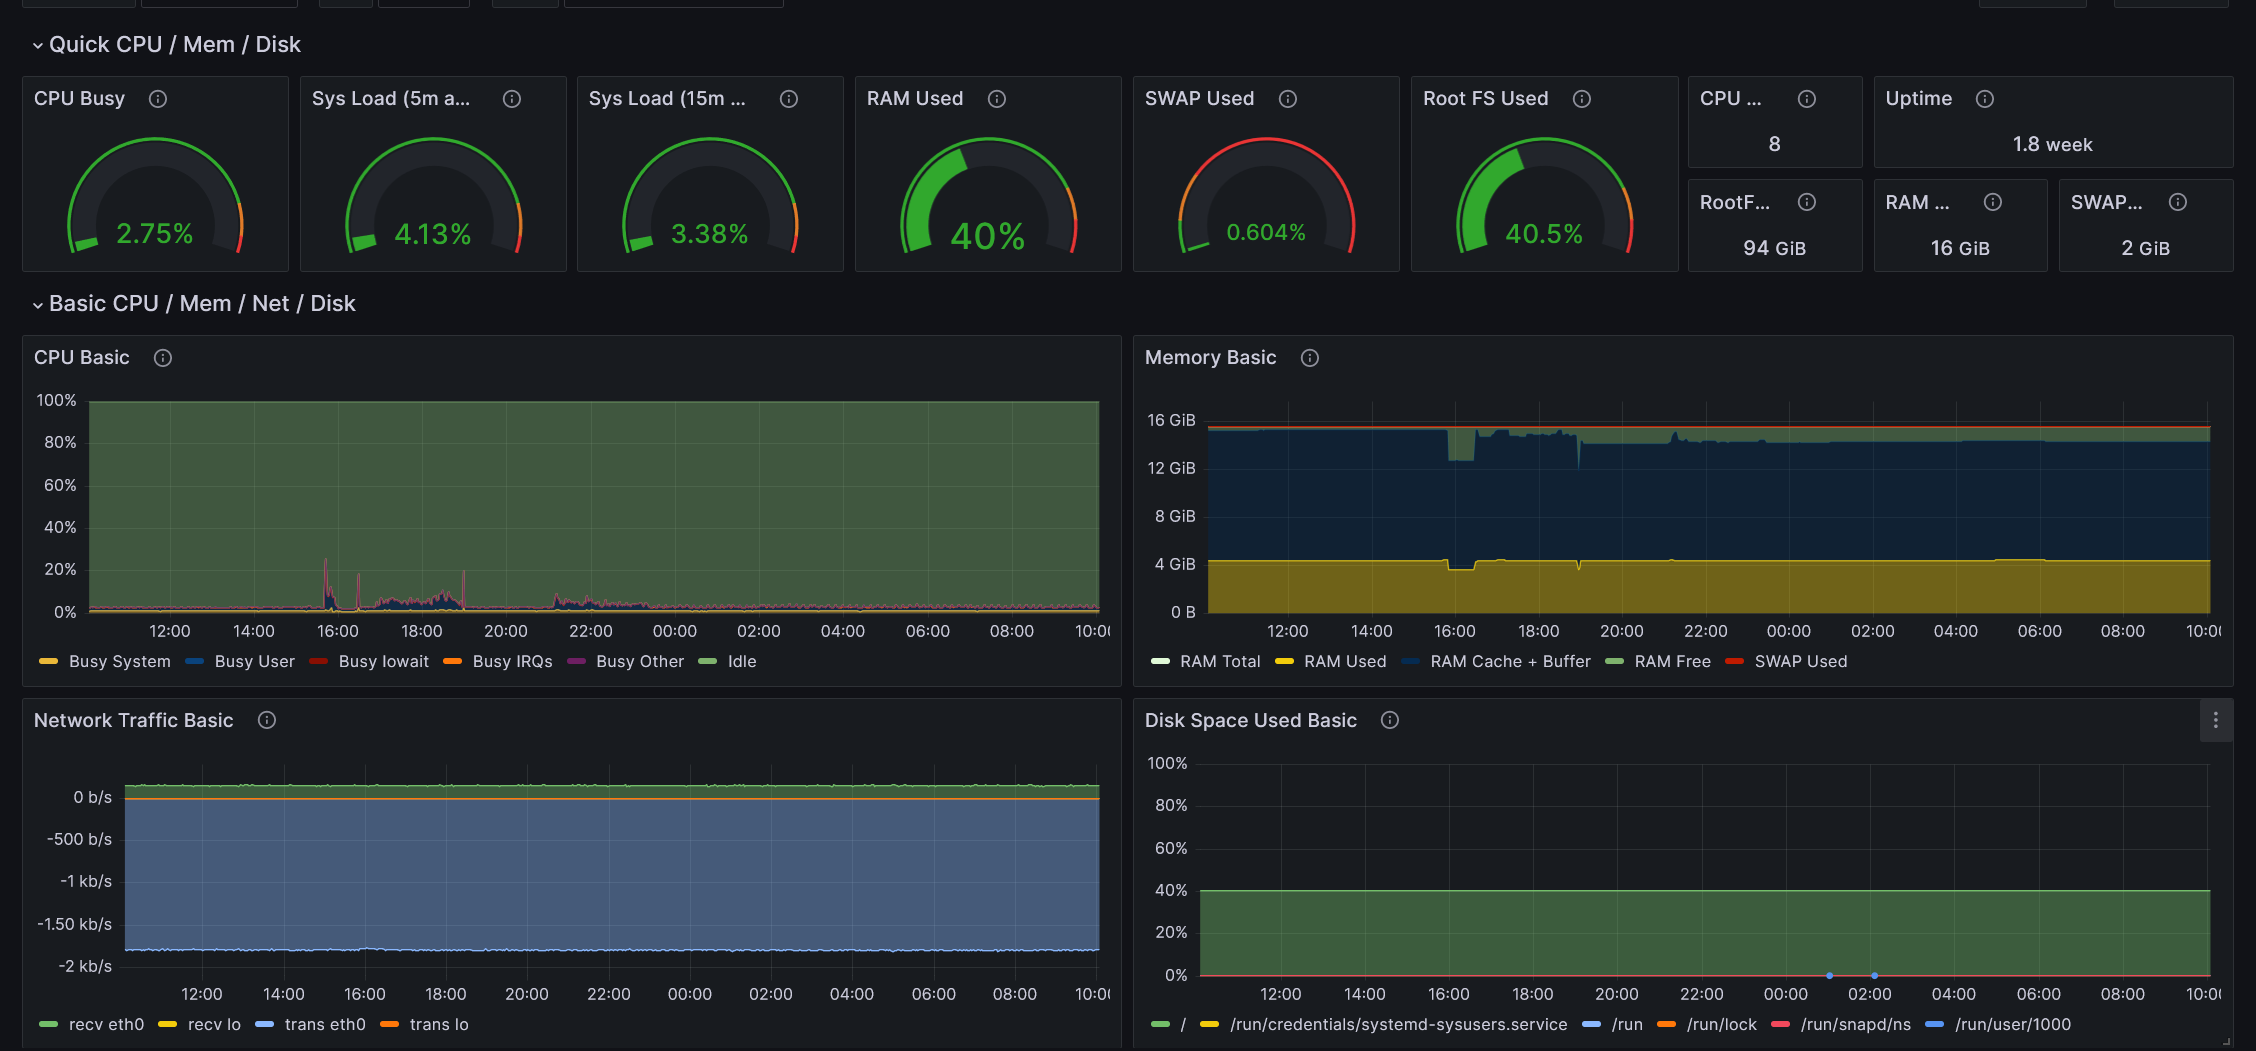 Quick CPU / Mem / Disk
CPU Busy
Sys Load (5m a...
Sys Load (15m ...
RAM Used
SWAP Used
Root FS Used
CPU ...
Uptime
2.75%
4.13%
3.38%
40%
0.604%
40.5%
8
1.8 week
RootF...
RAM ...
SWAP...
94 GiB
16 GiB
2 GiB
Basic CPU / Mem / Net / Disk
CPU Basic
100%
80%
60%
40%
20%
0%
12:00 14:00 16:00 18:00 20:00 22:00 00:00 02:00 04:00 06:00 08:00 10:00
Busy System Busy User Busy Iowait Busy IRQs Busy Other Idle
Memory Basic
16 GiB
12 GiB
8 GiB
4 GiB
0 B
12:00 14:00 16:00 18:00 20:00 22:00 00:00 02:00 04:00 06:00 08:00 10:00
RAM Total RAM Used RAM Cache + Buffer RAM Free SWAP Used
Network Traffic Basic
0 b/s
-500 b/s
-1 kb/s
-1.50 kb/s
-2 kb/s
12:00 14:00 16:00 18:00 20:00 22:00 00:00 02:00 04:00 06:00 08:00 10:00
recv eth0 recv lo trans eth0 trans lo
Disk Space Used Basic
100%
80%
60%
40%
20%
0%
12:00 14:00 16:00 18:00 20:00 22:00 00:00 02:00 04:00 06:00 08:00 10:00
/ /run/credentials/systemd-sysusers.service /run /run/lock /run/snapd/ns /run/user/1000